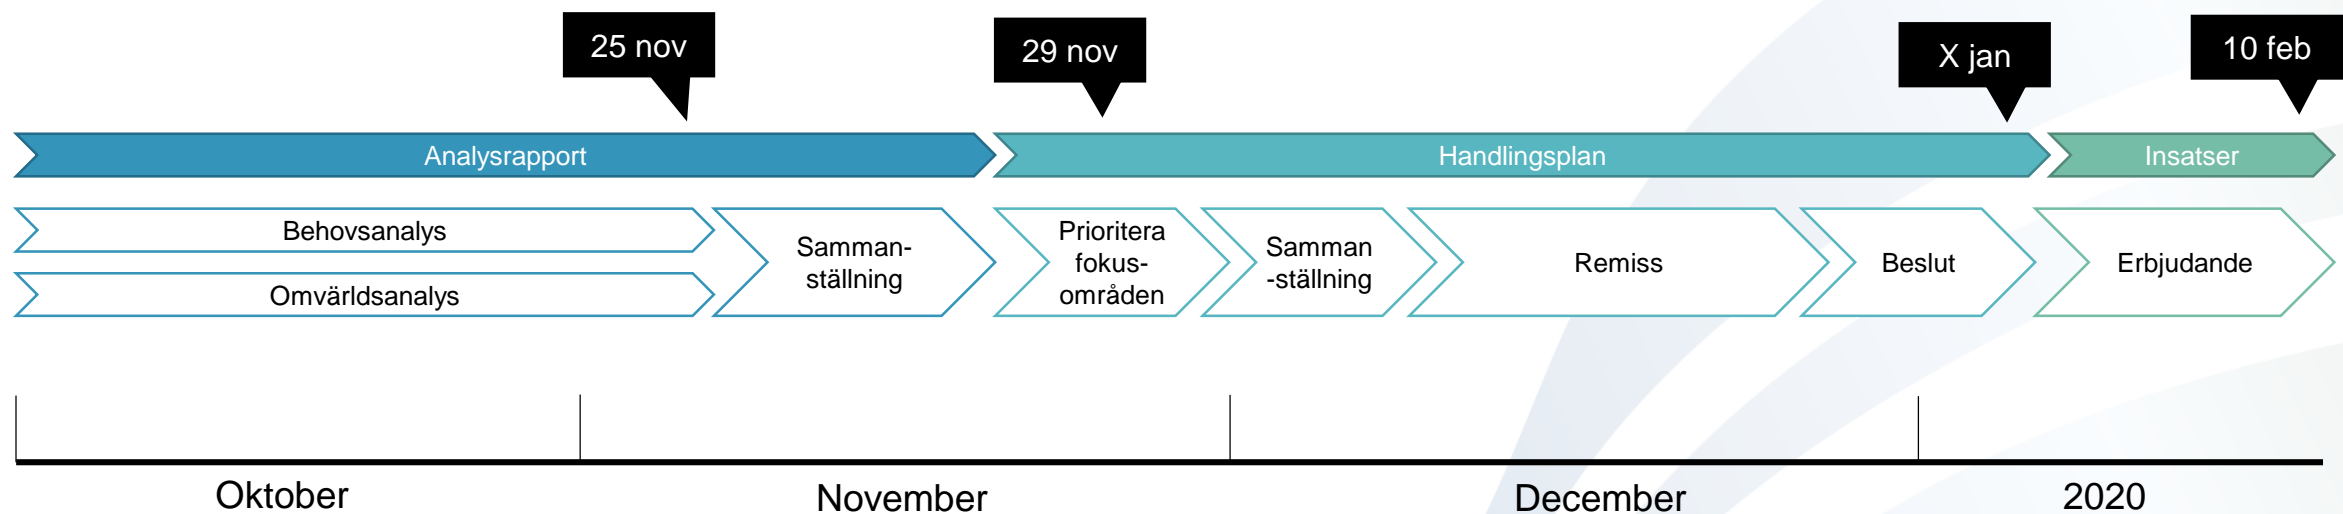 25 nov
29 nov
X jan
10 feb
Analysrapport
Handlingsplan
Insatser
Behovsanalys
Omvärldsanalys
Samman-
ställning
Prioritera
fokus-
områden
Samman
-ställning
Remiss
Beslut
Erbjudande
Oktober
November
December
2020